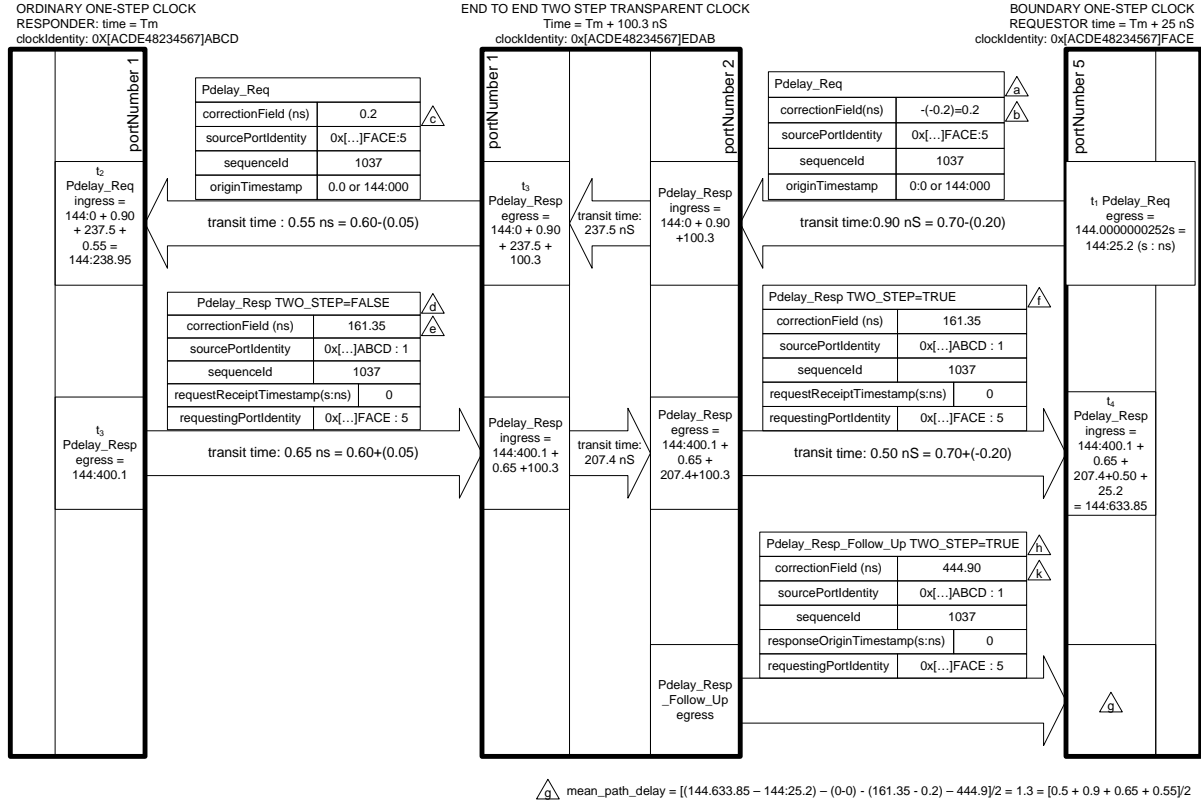 ORDINARY ONE-STEP CLOCK
RESPONDER: time = Tm
clockIdentity: 0X[ACDE48234567]ABCD
END TO END TWO STEP TRANSPARENT CLOCK
Time = Tm + 100.3 nS
clockIdentity: 0x[ACDE48234567]EDAB
BOUNDARY ONE-STEP CLOCK
REQUESTOR time = Tm + 25 nS
clockIdentity: 0x[ACDE48234567]FACE
portNumber 1
portNumber 1
portNumber 2
portNumber 5
Pdelay_Req
correctionField (ns) 0.2
c
sourcePortIdentity 0x[…]FACE:5
sequenceId 1037
originTimestamp 0.0 or 144:000
transit time : 0.55 ns = 0.60-(0.05)
Pdelay_Req
a
correctionField(ns) -(-0.2)=0.2
b
sourcePortIdentity 0x[…]FACE:5
sequenceId 1037
originTimestamp 0:0 or 144:000
transit time:0.90 nS = 0.70-(0.20)
t2
Pdelay_Req
ingress =
144:0 + 0.90
+ 237.5 +
0.55 =
144:238.95
t3
Pdelay_Resp
egress =
144:0 + 0.90
+ 237.5 +
100.3
transit time:
237.5 nS
Pdelay_Resp
ingress =
144:0 + 0.90
+100.3
t1 Pdelay_Req
egress =
144.0000000252s =
144:25.2 (s : ns)
Pdelay_Resp TWO_STEP=FALSE
d
correctionField (ns) 161.35
e
sourcePortIdentity 0x[…]ABCD : 1
sequenceId 1037
requestReceiptTimestamp(s:ns) 0
requestingPortIdentity 0x[…]FACE : 5
transit time: 0.65 ns = 0.60+(0.05)
Pdelay_Resp TWO_STEP=TRUE
f
correctionField (ns) 161.35
sourcePortIdentity 0x[…]ABCD : 1
sequenceId 1037
requestReceiptTimestamp(s:ns) 0
requestingPortIdentity 0x[…]FACE : 5
transit time: 0.50 nS = 0.70+(-0.20)
t3
Pdelay_Resp
egress =
144:400.1
Pdelay_Resp
ingress =
144:400.1 +
0.65 +100.3
transit time:
207.4 nS
Pdelay_Resp
egress =
144:400.1 +
0.65 +
207.4+100.3
t4
Pdelay_Resp
ingress =
144:400.1 +
0.65 +
207.4+0.50 +
25.2
= 144:633.85
Pdelay_Resp_Follow_Up TWO_STEP=TRUE
h
correctionField (ns) 444.90
k
sourcePortIdentity 0x[…]ABCD : 1
sequenceId 1037
responseOriginTimestamp(s:ns) 0
requestingPortIdentity 0x[…]FACE : 5
Pdelay_Resp
_Follow_Up
egress
g
g mean_path_delay = [(144.633.85 – 144:25.2) – (0-0) - (161.35 - 0.2) – 444.9]/2 = 1.3 = [0.5 + 0.9 + 0.65 + 0.55]/2